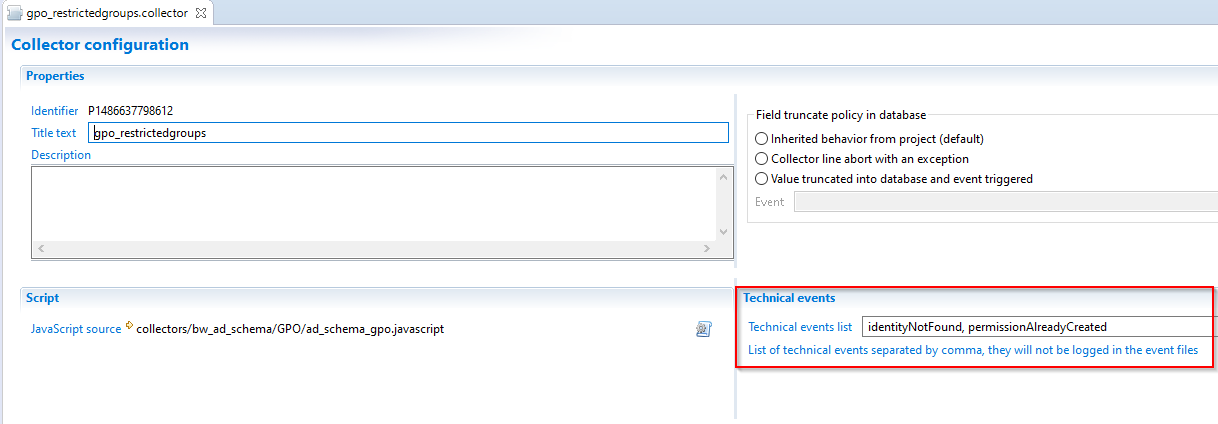 gpo_restrictedgroups.collector
Collector configuration
Properties
Identifier P1486637798612
Title text gpo_restrictedgroups
Description
Field truncate policy in database
Inherited behavior from project (default)
Collector line abort with an exception
Value truncated into database and event triggered
Event
Script
JavaScript source collectors/bw_ad_schema/GPO/ad_schema_gpo.javascript
Technical events
Technical events list identityNotFound, permissionAlreadyCreated
List of technical events separated by comma, they will not be logged in the event files